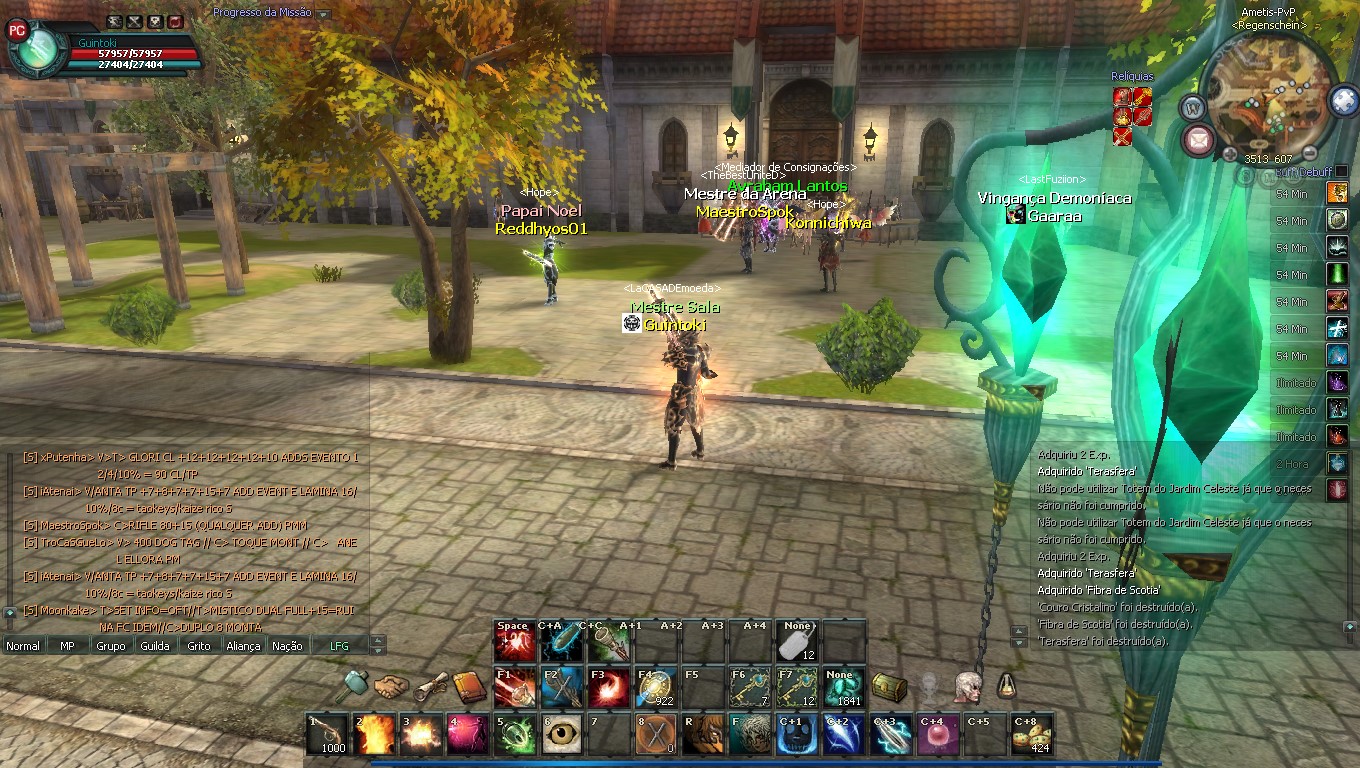 Progresso da Missão
PC
Guintoki
57957/57957
27404/27404
Ametis-PvP
<Regenschein>
Relíquias
W
3513 607
Buff/Debuff
54 Min
54 Min
54 Min
54 Min
54 Min
54 Min
54 Min
Ilimitado
Ilimitado
Ilimitado
2 Hora
<Hope>
Papai Noel
Reddhyos01
<Mediador de Consignações>
<TheBestUniteD>
Avraham Lantos
Mestre da Arena
<Hope>
MaestroSpok
Konnichiwa
<LastFuziion>
Vingança Demoníaca
Gaaraa
<LaCASADEmoeda>
Mestre Sala
Guintoki
[S] xPutenha> V>T> GLORI CL +12+12+12+12+10 ADDS EVENTO 1
2/4/10% = 90 CL/TP
[S] iAtenai> V/ANTA TP +7+8+7+7+15+7 ADD EVENT E LAMINA 16/
10%/8c = taokeys/kaize rico S
[S] MaestroSpok> C>RIFLE 80+15 (QUALQUER ADD) PMM
[S] TroCaSGueLo> V> 400 DOG TAG // C> TOQUE MONT // C> ANE
L ELLORA PM
[S] iAtenai> V/ANTA TP +7+8+7+7+15+7 ADD EVENT E LAMINA 16/
10%/8c = taokeys/kaize rico S
[S] Moonkake> T>SET INFO=OFT//T>MISTICO DUAL FULL+15=RUI
NA FC IDEM//C>DUPLO 8 MONTA
Normal MP Grupo Guilda Grito Aliança Nação LFG
Adquiriu 2 Exp.
Adquirido 'Terasfera'
Não pode utilizar Totem do Jardim Celeste já que o neces
sário não foi cumprido.
Não pode utilizar Totem do Jardim Celeste já que o neces
sário não foi cumprido.
Adquiriu 2 Exp.
Adquirido 'Terasfera'
Adquirido 'Fibra de Scotia'
'Couro Cristalino' foi destruído(a).
'Fibra de Scotia' foi destruído(a).
'Terasfera' foi destruído(a).
Space C+A C+C A+1 A+2 A+3 A+4 None
12
F1 F2 F3 F4 F5 F6 F7 None
922 7 12 1841
1 2 3 4 5 6 7 8 R F C+1 C+2 C+3 C+4 C+5 C+8
1000 0 424